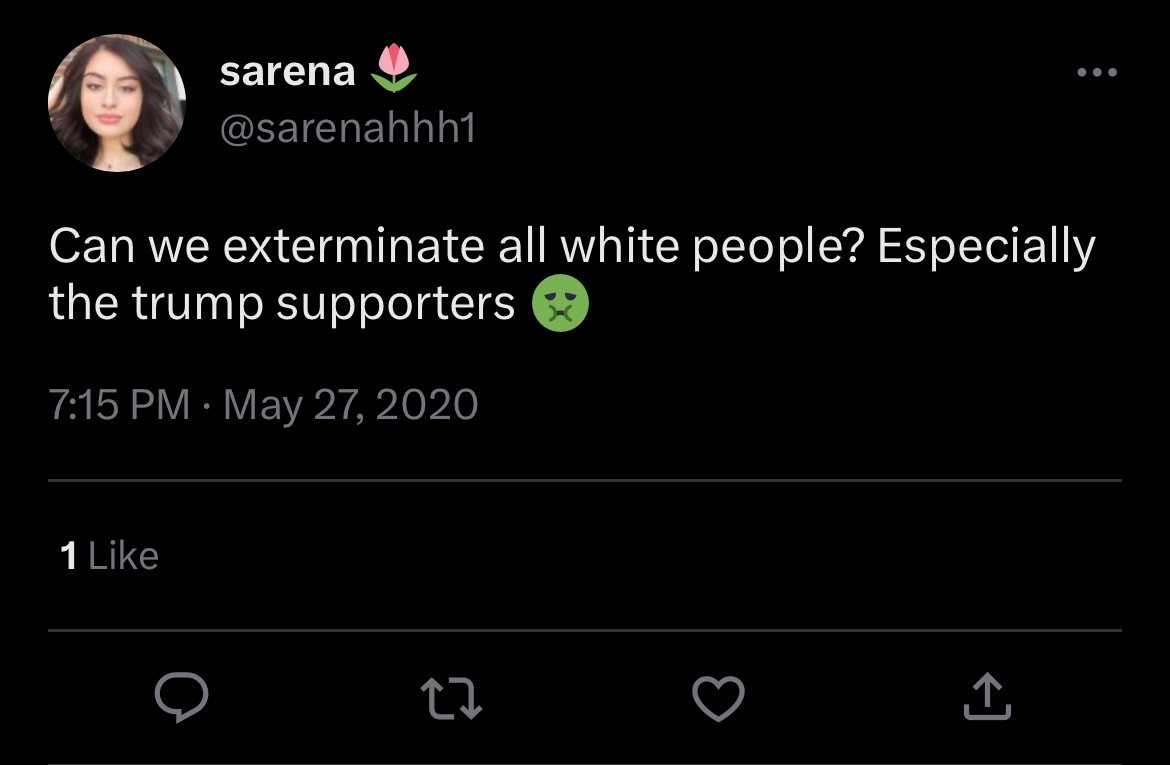 sarena 🌷
@sarenahhh1
Can we exterminate all white people? Especially
the trump supporters 🤢
7:15 PM · May 27, 2020
1 Like